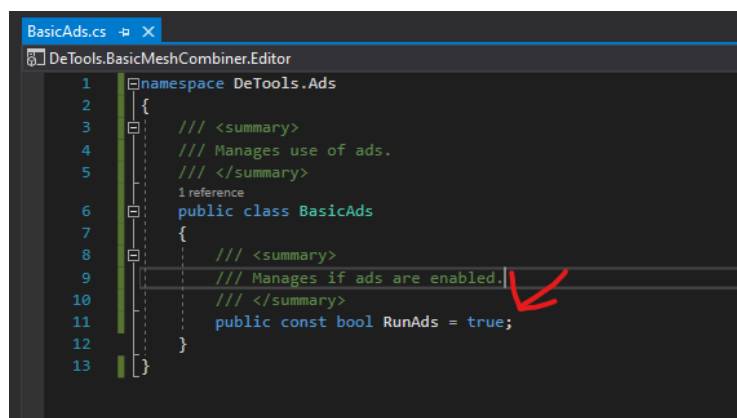 BasicAds.cs
DeTools.BasicMeshCombiner.Editor
1 namespace DeTools.Ads
2 {
3 /// <summary>
4 /// Manages use of ads.
5 /// </summary>
1 reference
6 public class BasicAds
7 {
8 /// <summary>
9 /// Manages if ads are enabled.
10 /// </summary>
11 public const bool RunAds = true;
12 }
13 }